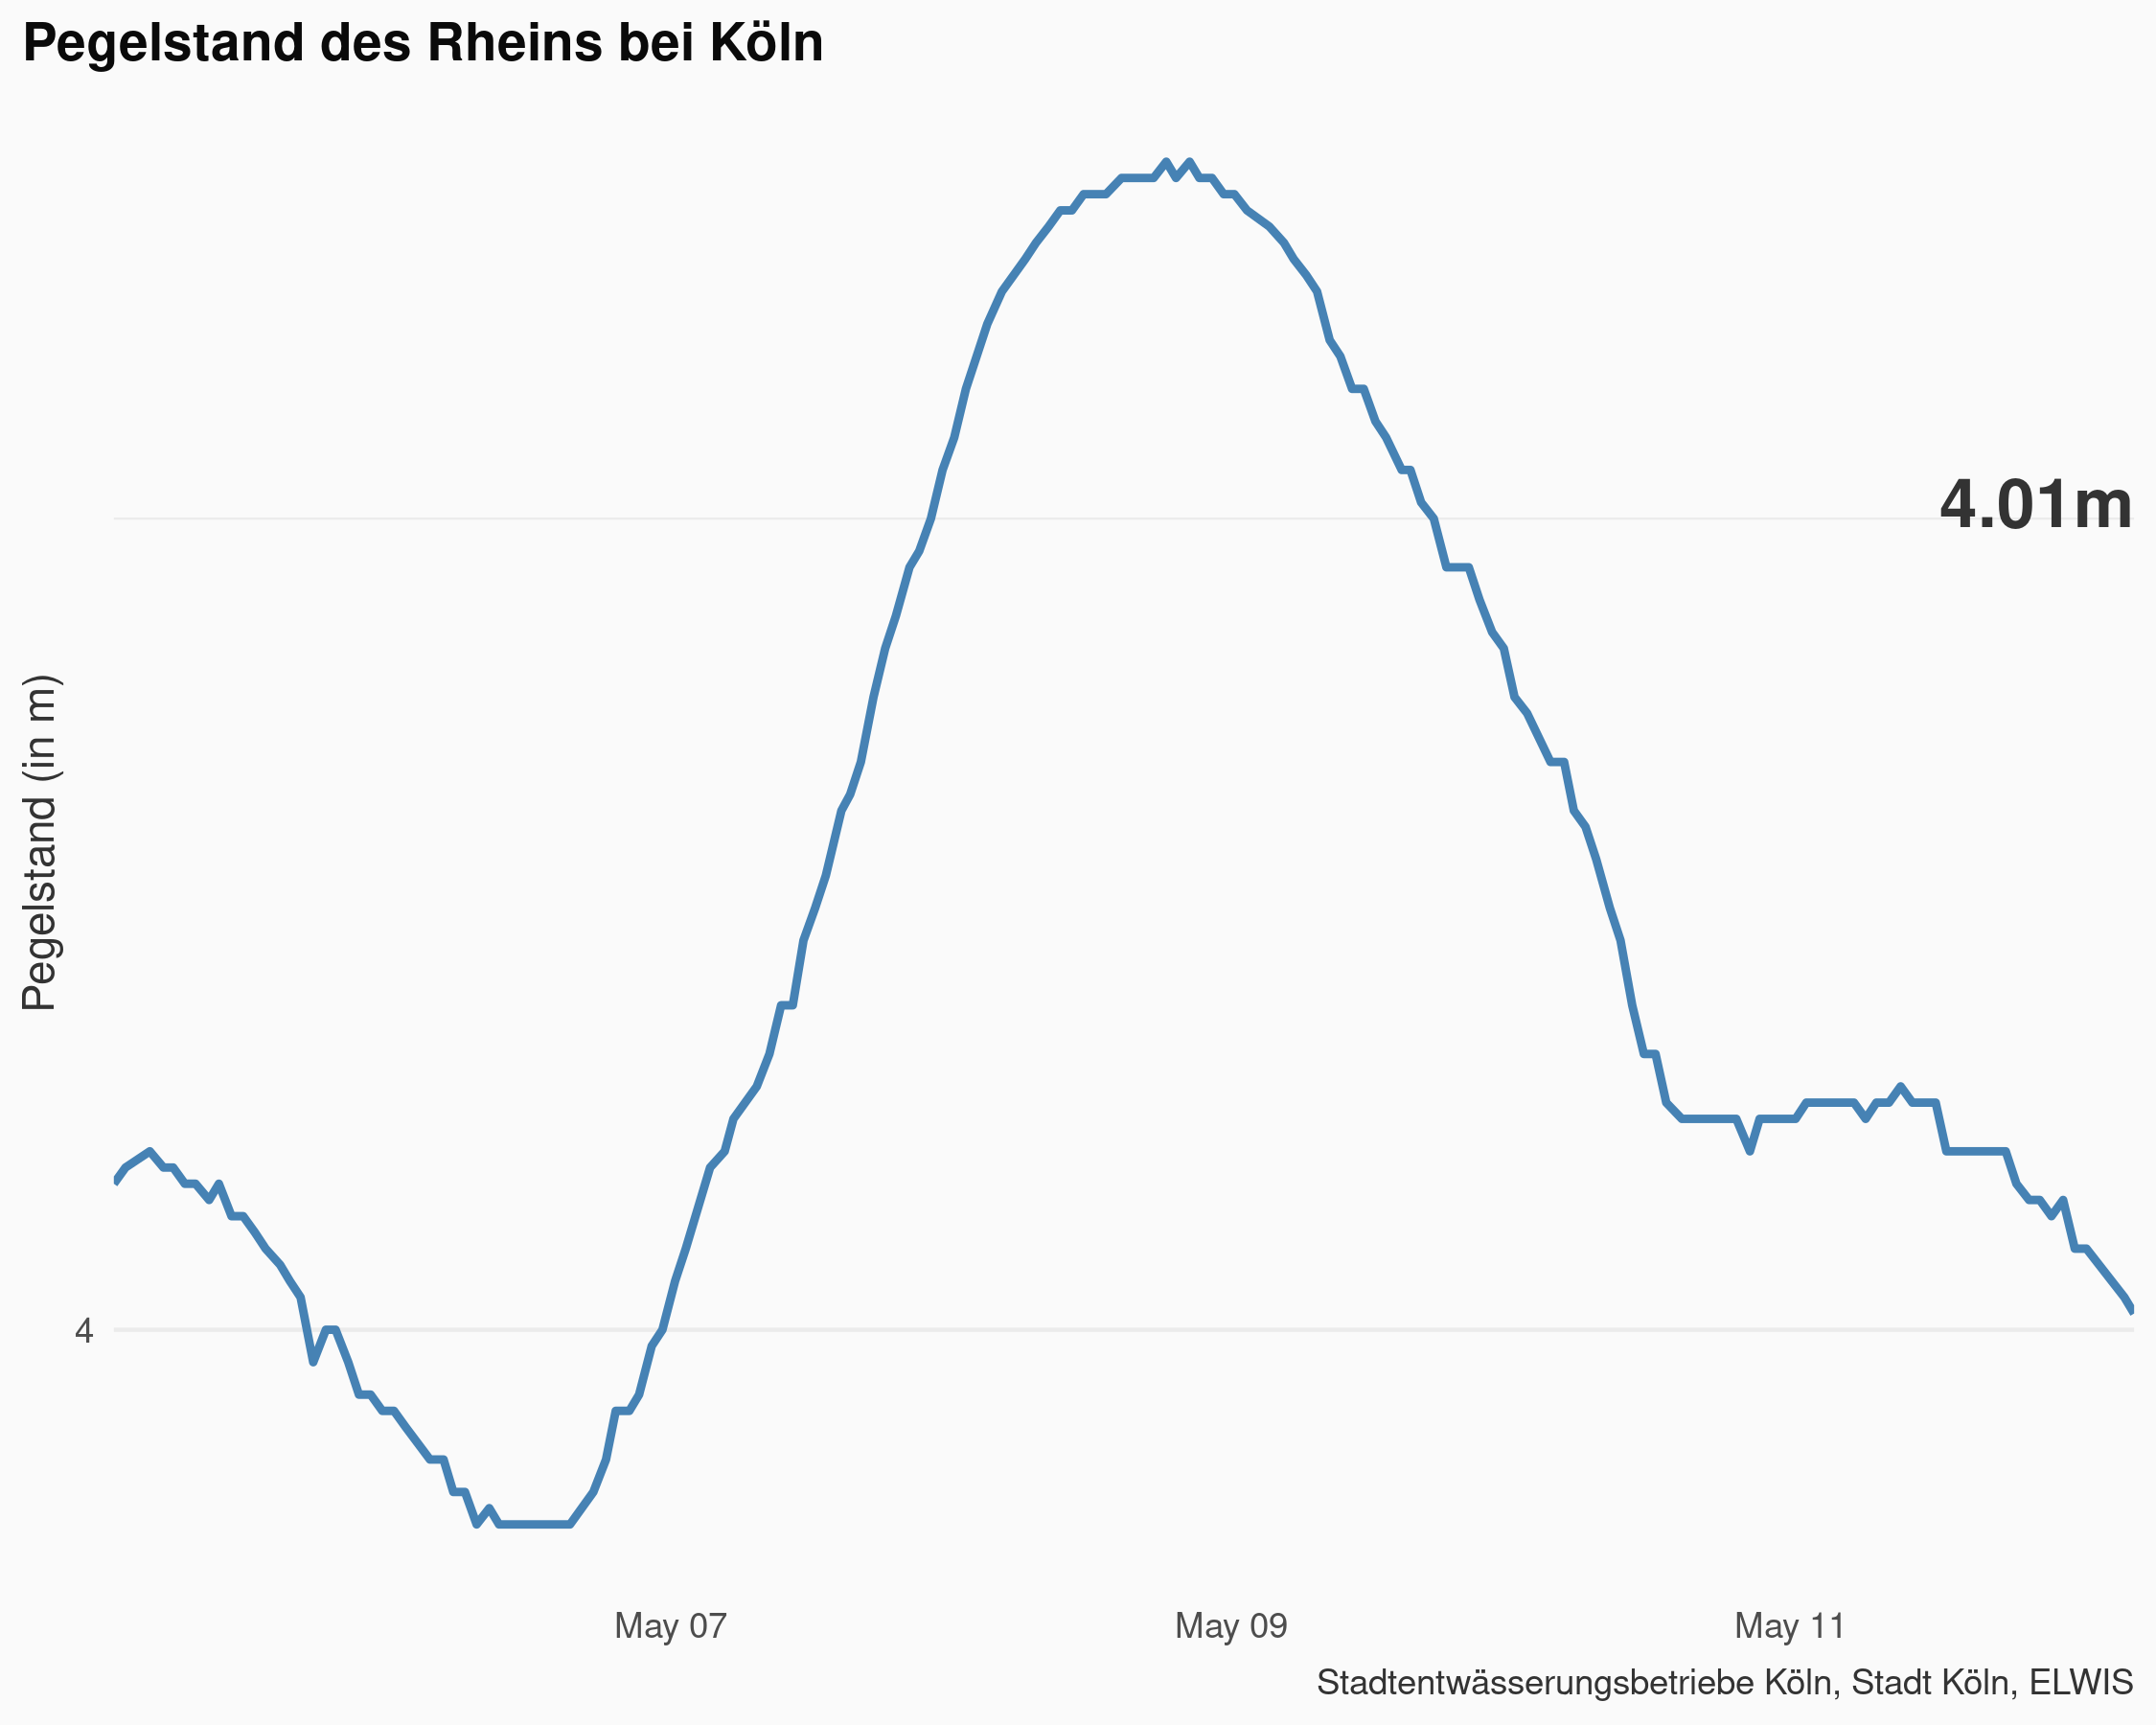 Pegelstand des Rheins bei Köln
4.01m
Pegelstand (in m)
4
May 07
May 09
May 11
Stadtentwässerungsbetriebe Köln, Stadt Köln, ELWIS